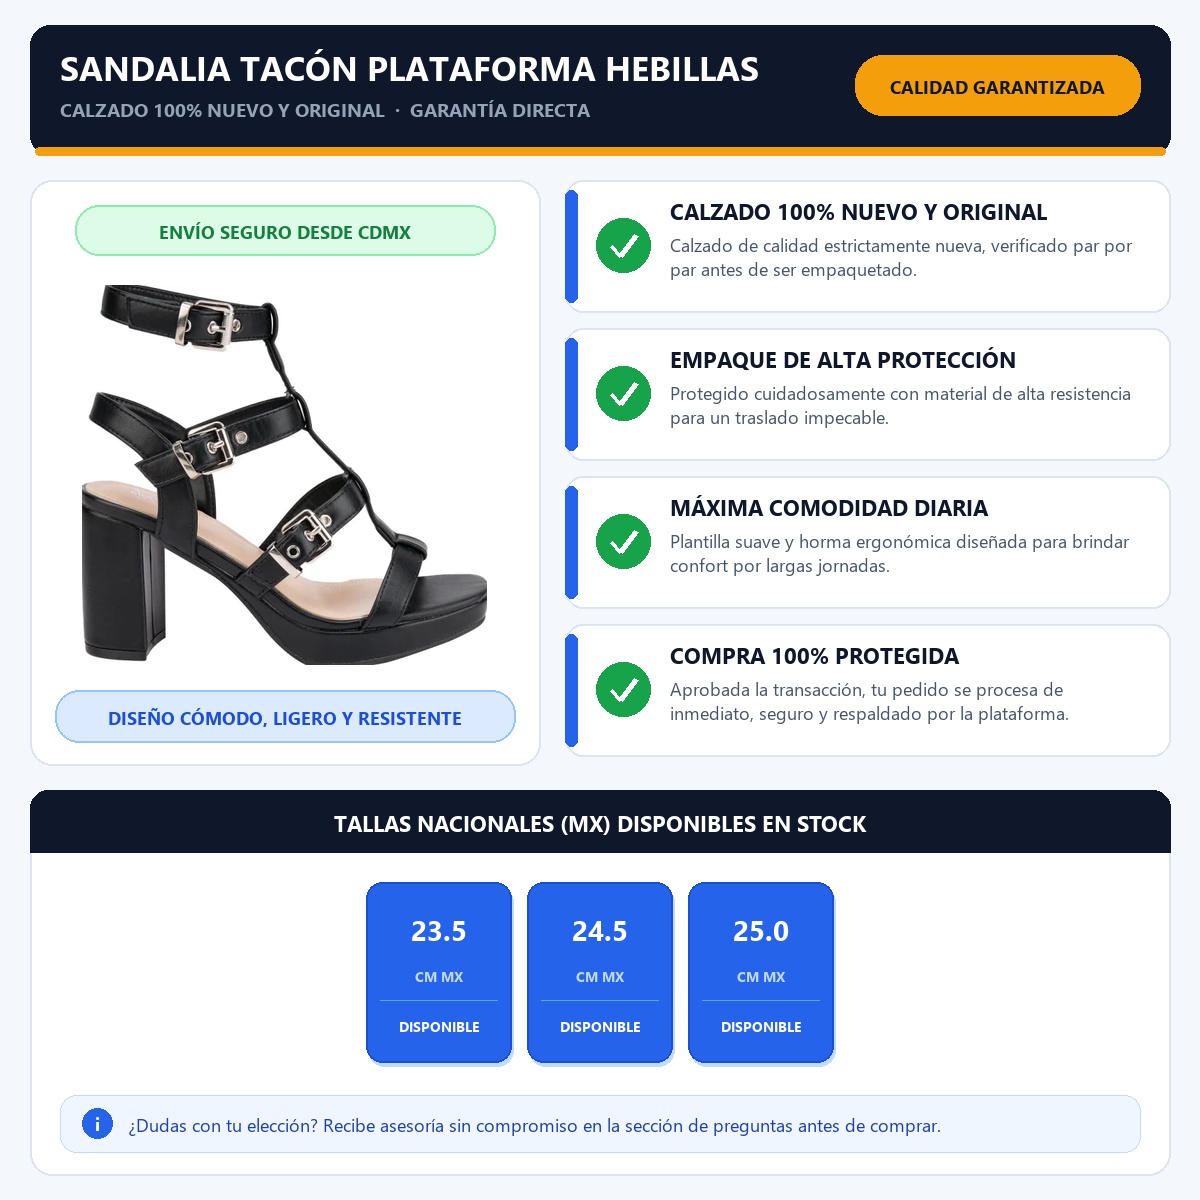 SANDALIA TACÓN PLATAFORMA HEBILLAS
CALZADO 100% NUEVO Y ORIGINAL · GARANTÍA DIRECTA
CALIDAD GARANTIZADA
ENVÍO SEGURO DESDE CDMX
DISEÑO CÓMODO, LIGERO Y RESISTENTE
CALZADO 100% NUEVO Y ORIGINAL
Calzado de calidad estrictamente nueva, verificado par por
par antes de ser empaquetado.
EMPAQUE DE ALTA PROTECCIÓN
Protegido cuidadosamente con material de alta resistencia
para un traslado impecable.
MÁXIMA COMODIDAD DIARIA
Plantilla suave y horma ergonómica diseñada para brindar
confort por largas jornadas.
COMPRA 100% PROTEGIDA
Aprobada la transacción, tu pedido se procesa de
inmediato, seguro y respaldado por la plataforma.
TALLAS NACIONALES (MX) DISPONIBLES EN STOCK
23.5
CM MX
DISPONIBLE
24.5
CM MX
DISPONIBLE
25.0
CM MX
DISPONIBLE
¿Dudas con tu elección? Recibe asesoría sin compromiso en la sección de preguntas antes de comprar.